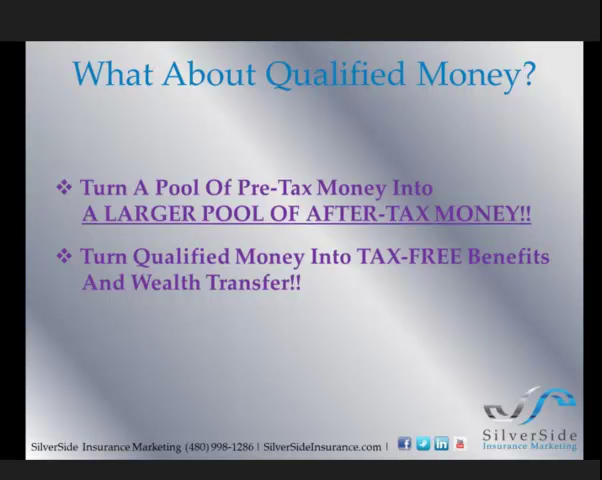 What About Qualified Money?
❖ Turn A Pool Of Pre-Tax Money Into
A LARGER POOL OF AFTER-TAX MONEY!!
❖ Turn Qualified Money Into TAX-FREE Benefits
And Wealth Transfer!!
SilverSide
Insurance Marketing
SilverSide Insurance Marketing (480) 998-1286 | SilverSideInsurance.com |